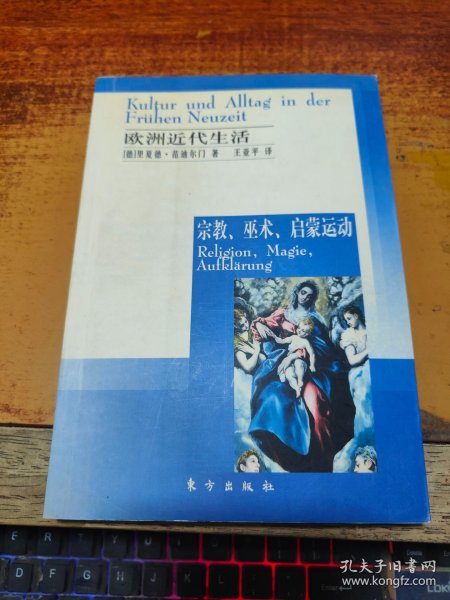 Kultur und Alltag in der
Frühen Neuzeit
欧洲近代生活
[德]里夏德·范迪尔门 著 王亚平 译
宗教、巫术、启蒙运动
Religion, Magie,
Aufklärung
東方出版社
孔夫子旧书网
www.kongfz.com